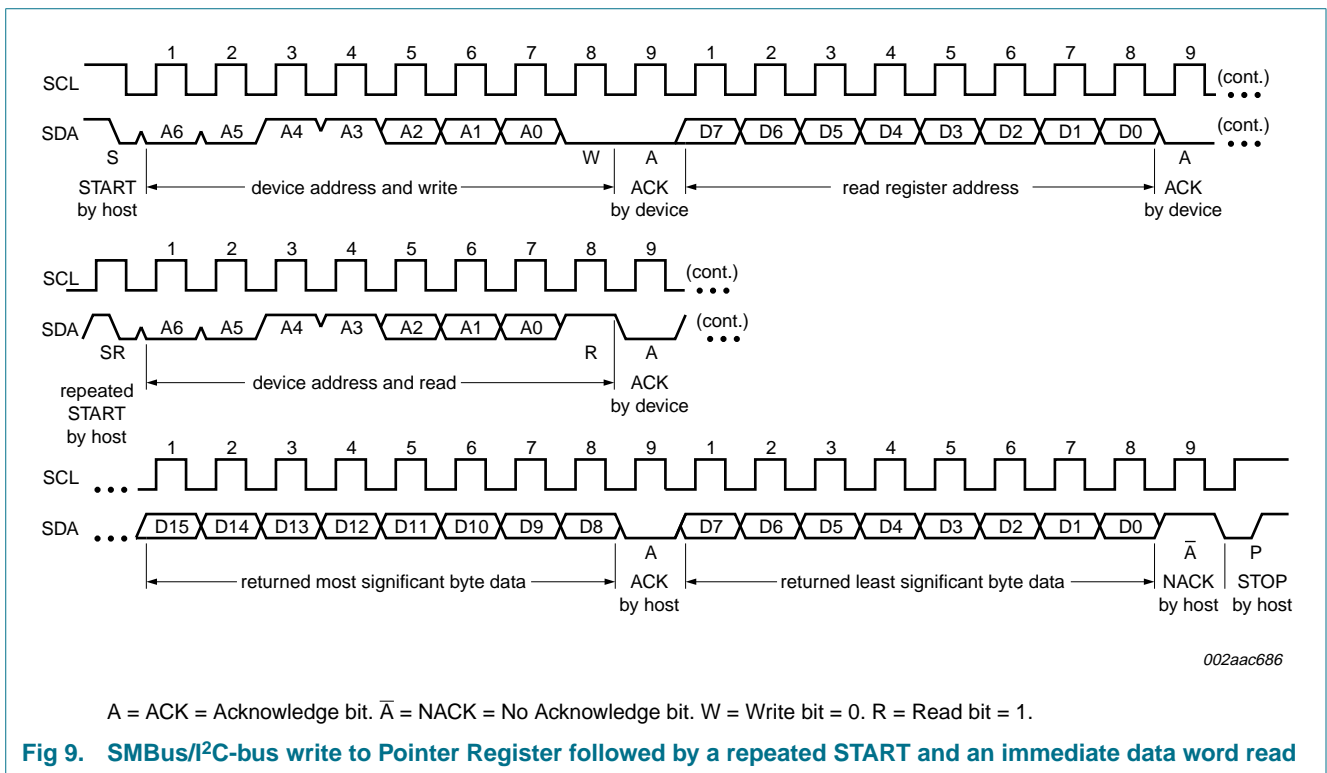 1 2 3 4 5 6 7 8 9 1 2 3 4 5 6 7 8 9
SCL (cont.)
SDA A6 A5 A4 A3 A2 A1 A0 D7 D6 D5 D4 D3 D2 D1 D0 (cont.)
S W A A
START device address and write ACK read register address ACK
by host by device by device
1 2 3 4 5 6 7 8 9
SCL (cont.)
SDA A6 A5 A4 A3 A2 A1 A0 (cont.)
SR R A
repeated device address and read ACK
START by device
by host
1 2 3 4 5 6 7 8 9 1 2 3 4 5 6 7 8 9
SCL
SDA D15 D14 D13 D12 D11 D10 D9 D8 D7 D6 D5 D4 D3 D2 D1 D0
A A̅ P
returned most significant byte data ACK returned least significant byte data NACK STOP
by host by host by host
002aac686
A = ACK = Acknowledge bit. A̅ = NACK = No Acknowledge bit. W = Write bit = 0. R = Read bit = 1.
Fig 9. SMBus/I²C-bus write to Pointer Register followed by a repeated START and an immediate data word read